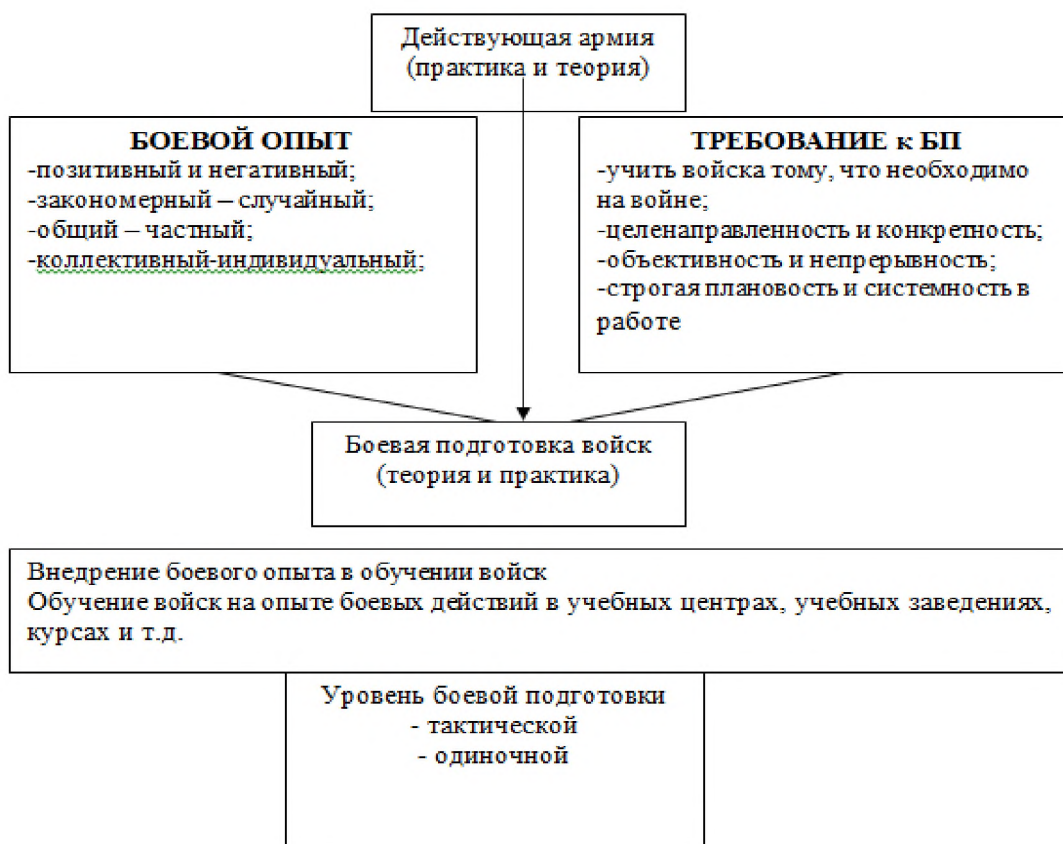 Действующая армия
(практика и теория)
БОЕВОЙ ОПЫТ
-позитивный и негативный;
-закономерный – случайный;
-общий – частный;
-коллективный-индивидуальный;
ТРЕБОВАНИЕ к БП
-учить войска тому, что необходимо
на войне;
-целенаправленность и конкретность;
-объективность и непрерывность;
-строгая плановость и системность в
работе
Боевая подготовка войск
(теория и практика)
Внедрение боевого опыта в обучении войск
Обучение войск на опыте боевых действий в учебных центрах, учебных заведениях,
курсах и т.д.
Уровень боевой подготовки
- тактической
- одиночной